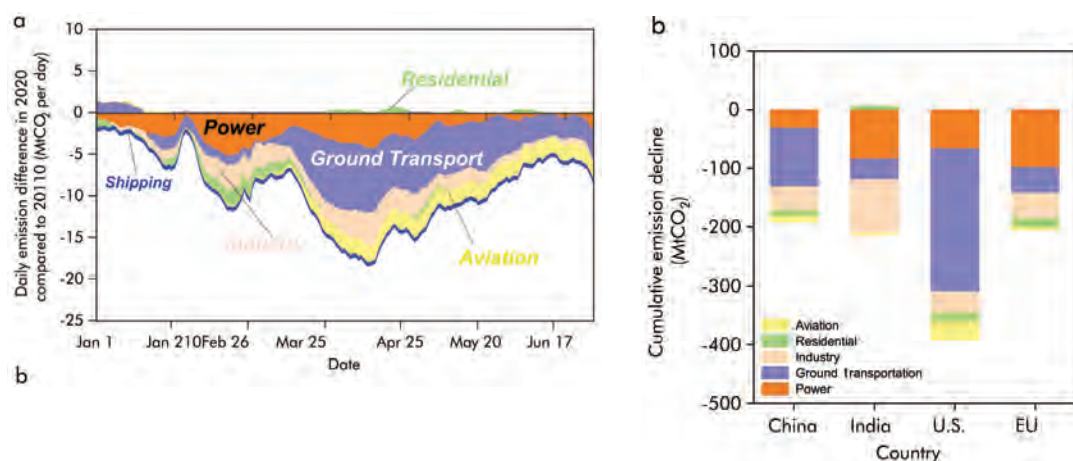 a
Daily emission difference in 2020
compared to 20110 (MtCO2 per day)
10
5
0
-5
-10
-15
-20
-25
Residential
Power
Ground Transport
Shipping
Aviation
Jan 1
Jan 210
Feb 26
Mar 25
Apr 25
May 20
Jun 17
Date
b
b
Cumulative emission decline
(MtCO₂)
100
0
-100
-200
-300
-400
-500
Aviation
Residential
Industry
Ground transportation
Power
China
India
U.S.
EU
Country